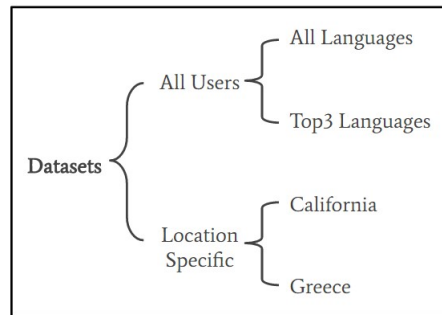 All Languages
All Users
Top3 Languages
Datasets
California
Location
Specific
Greece